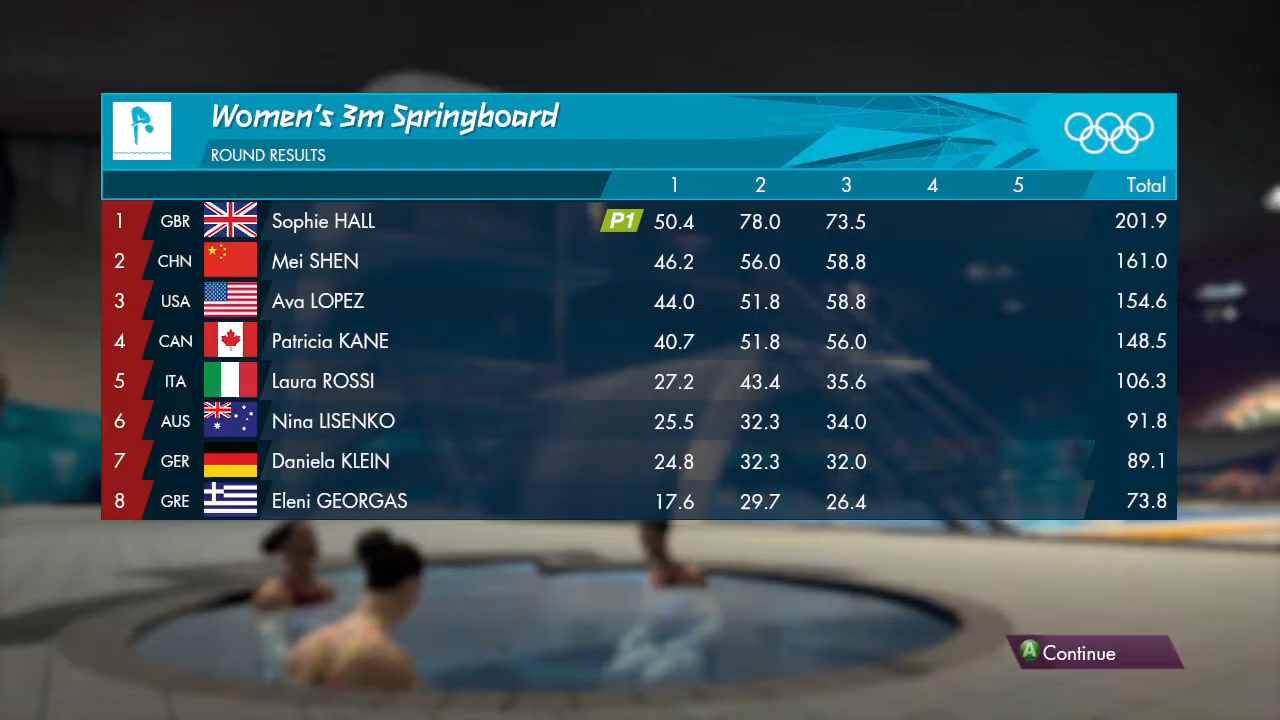 Women's 3m Springboard
ROUND RESULTS
1 2 3 4 5 Total
1 GBR Sophie HALL P1 50.4 78.0 73.5 201.9
2 CHN Mei SHEN 46.2 56.0 58.8 161.0
3 USA Ava LOPEZ 44.0 51.8 58.8 154.6
4 CAN Patricia KANE 40.7 51.8 56.0 148.5
5 ITA Laura ROSSI 27.2 43.4 35.6 106.3
6 AUS Nina LISENKO 25.5 32.3 34.0 91.8
7 GER Daniela KLEIN 24.8 32.3 32.0 89.1
8 GRE Eleni GEORGAS 17.6 29.7 26.4 73.8
A Continue